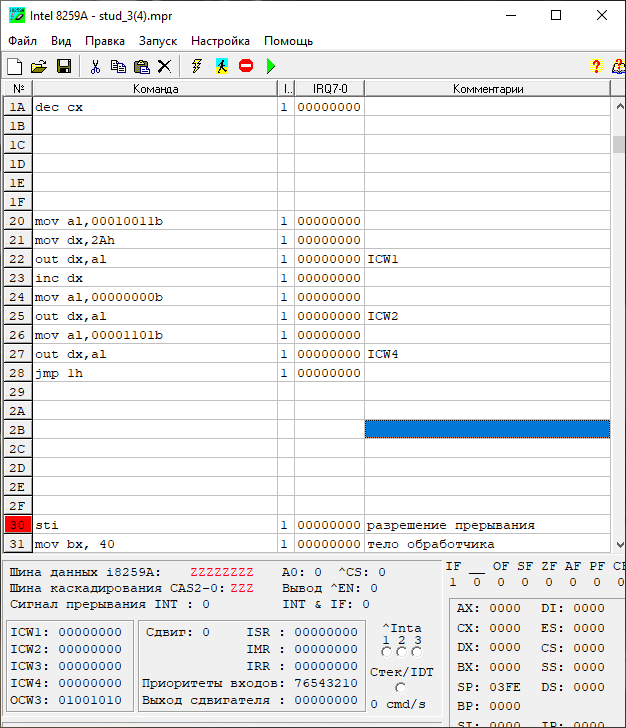 Intel 8259A - stud_3(4).mpr
Файл Вид Правка Запуск Настройка Помощь
№ Команда I.. IRQ7-0 Комментарии
1A dec cx 1 00000000
1B
1C
1D
1E
1F
20 mov al,00010011b 1 00000000
21 mov dx,2Ah 1 00000000
22 out dx,al 1 00000000 ICW1
23 inc dx 1 00000000
24 mov al,00000000b 1 00000000
25 out dx,al 1 00000000 ICW2
26 mov al,00001101b 1 00000000
27 out dx,al 1 00000000 ICW4
28 jmp 1h 1 00000000
29
2A
2B
2C
2D
2E
2F
30 sti 1 00000000 разрешение прерывания
31 mov bx, 40 1 00000000 тело обработчика
Шина данных i8259A: ZZZZZZZZ A0: 0 ^CS: 0
Шина каскадирования CAS2-0: ZZZ Вывод ^EN: 0
Сигнал прерывания INT : 0 INT & IF: 0
ICW1: 00000000
ICW2: 00000000
ICW3: 00000000
ICW4: 00000000
OCW3: 01001010
Сдвиг: 0 ISR : 00000000
IMR : 00000000
IRR : 00000000
Приоритеты входов: 76543210
Выход сдвигателя : 00000000
^Inta
1 2 3
Стек/IDT
0 cmd/s
IF __ OF SF ZF AF PF
1 0 0 0 0 0 0 0
AX: 0000 DI: 0000
CX: 0000 ES: 0000
DX: 0000 CS: 0000
BX: 0000 SS: 0000
SP: 03FE DS: 0000
BP: 0000